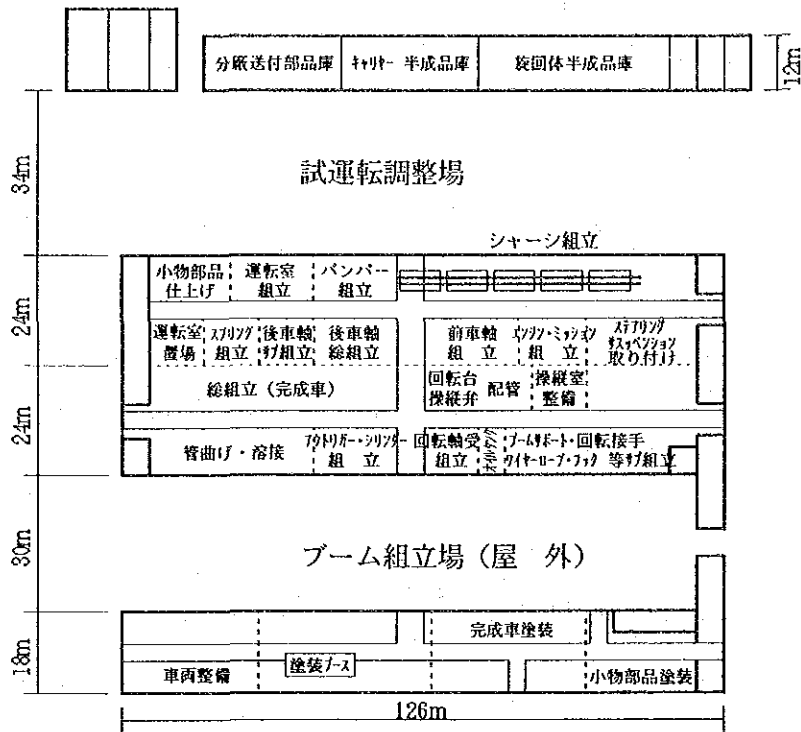 分厰送付部品庫
ｷｬﾘﾔｰ 半成品庫
旋回体半成品庫
12m
34m
試運転調整場
シャーシ組立
24m
小物部品
仕上げ
運転室
組立
バンパー
組立
運転室
置場
ｽﾌﾟﾘﾝｸﾞ
組立
後車軸
ｻﾌﾞ組立
後車軸
総組立
前車軸
組　立
ｴﾝｼﾞﾝ・ﾐｯｼｮﾝ
組　立
ｽﾃｱﾘﾝｸﾞ
ｻｽｯﾍﾟﾝｼｮﾝ
取り付け
24m
総組立（完成車）
回転台
操縦弁
配管
操縦室
整備
管曲げ・溶接
ｱｳﾄﾘｶﾞｰ・ｼﾘﾝﾀﾞｰ
組　立
回転軸受
組立
ｵｲﾙﾀﾝｸ
ﾌﾞｰﾑｻﾎﾟｰﾄ・回転接手
ﾜｲﾔｰﾛｰﾌﾟ・ﾌｯｸ 等ｻﾌﾞ組立
30m
ブーム組立場（屋　外）
18m
完成車塗装
車両整備
塗装ﾌﾞｰｽ
小物部品塗装
126m